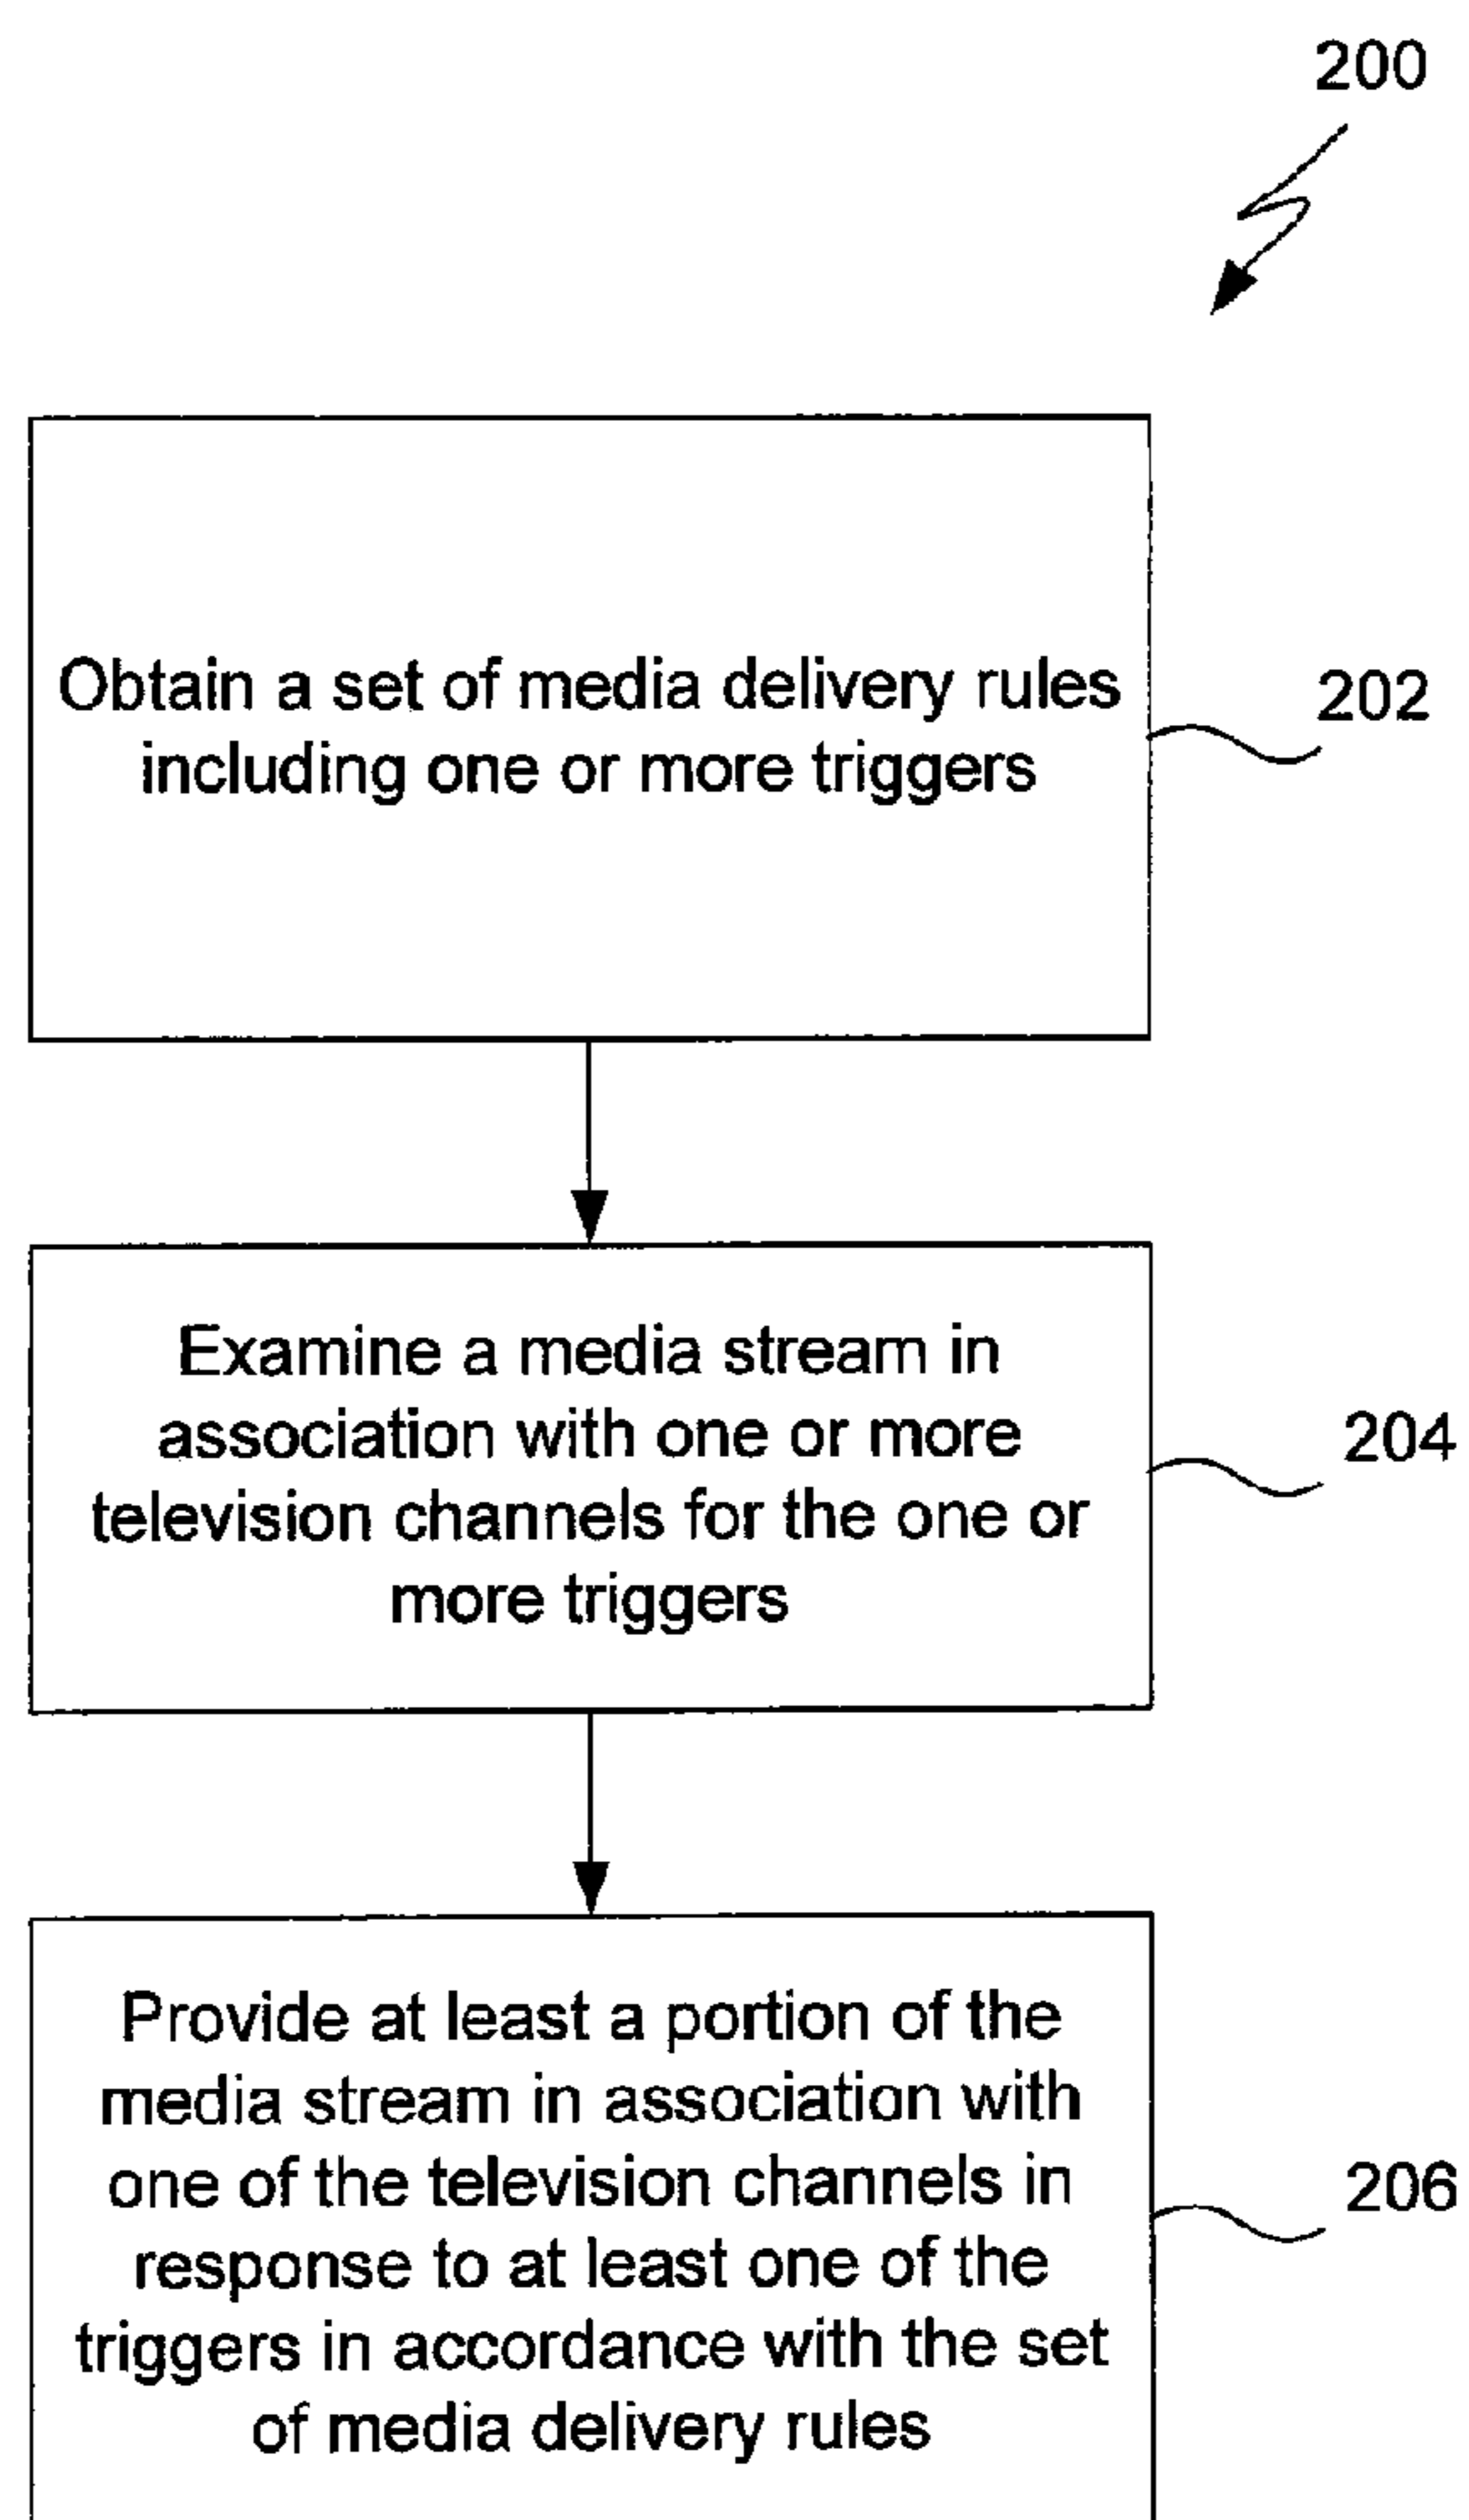 200
Obtain a set of media delivery rules
including one or more triggers
202
Examine a media stream in
association with one or more
television channels for the one or
more triggers
204
Provide at least a portion of the
media stream in association with
one of the television channels in
response to at least one of the
triggers in accordance with the set
of media delivery rules
206